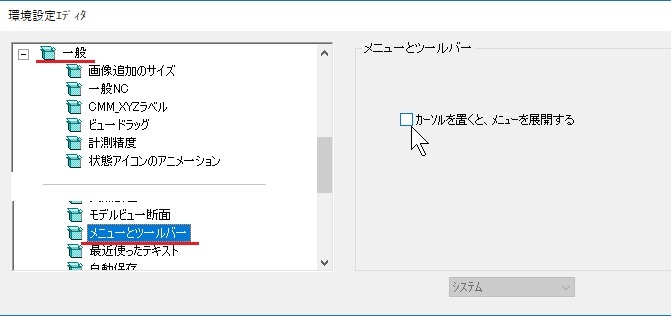 環境設定ｴﾃﾞｨﾀ
一般
画像追加のサイズ
一般NC
CMM_XYZラベル
ビュードラッグ
計測精度
状態アイコンのアニメーション
モデルビュー断面
メニューとツールバー
最近使ったテキスト
自動保存
メニューとツールバー
カーソルを置くと、メニューを展開する
システム